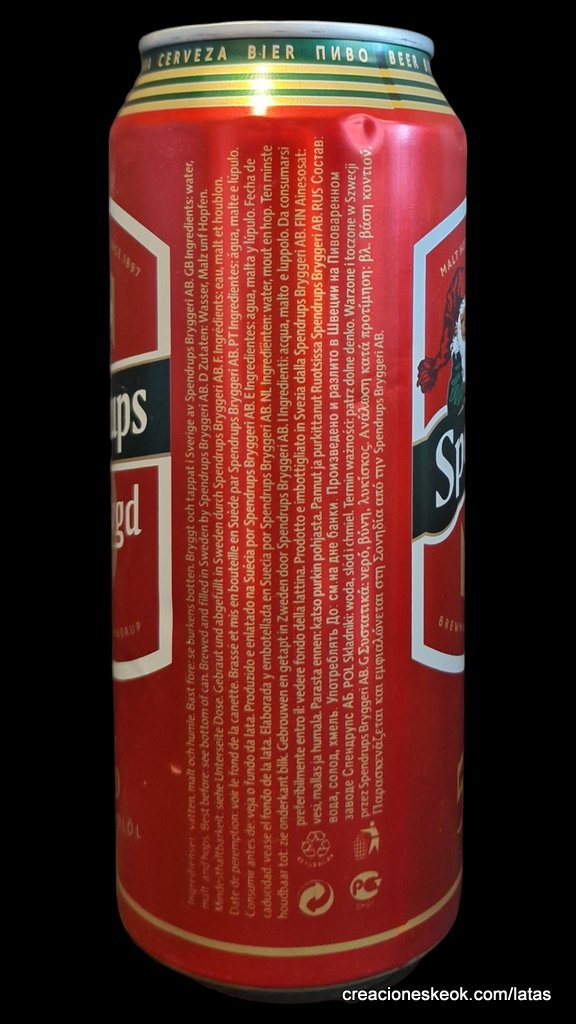 CERVEZA BIER ПИВО BEER
SINCE 1897
ups
gd
Ingredienser: vatten, malt och humle. Bäst före: se burkens botten. Bryggt och tappat i Sverige av Spendrups Bryggeri AB. GB Ingredients: water,
malt and hops. Best before: see bottom of can. Brewed and filled in Sweden by Spendrups Bryggeri AB. D Zutaten: Wasser, Malz und Hopfen.
Mindesthaltbarkeit: siehe Unterseite Dose. Gebraut und abgefüllt in Sweden durch Spendrups Bryggeri AB. F Ingrédients: eau, malt et houblon.
Date de peremption: voir le fond de la canette. Brassé et mis en bouteille en Suède par Spendrups Bryggeri AB. PT Ingredientes: água, malte e lúpulo.
Consumir antes de: veja o fundo da lata. Produzido e enlatado na Suécia por Spendrups Bryggeri AB. E Ingredientes: agua, malta y lúpulo. Fecha de
caducidad: vease el fondo de la lata. Elaborada y embotellada en Suecia por Spendrups Bryggeri AB. NL Ingrediënten: water, mout en hop. Ten minste
houdbaar tot: zie onderkant blik. Gebrouwen en getapt in Zweden door Spendrups Bryggeri AB. I Ingredienti: acqua, malto e luppolo. Da consumarsi
preferibilmente entro il: vedere fondo della lattina. Prodotto e imbottigliato in Svezia dalla Spendrups Bryggeri AB. FIN Ainesosat:
vesi, mallas ja humala. Parasta ennen: katso purkin pohjasta. Pannut ja purkittanut Ruotsissa Spendrups Bryggeri AB. RUS Состав:
вода, солод, хмель. Употреблять До: см на дне банки. Произведено и разлито в Швеции на Пивоваренном
заводе Спендрупс АБ. POL Składniki: woda, słód i chmiel. Termin ważności: patrz dolne denko. Warzone i toczone w Szwecji
przez Spendrups Bryggeri AB. G Συστατικά: νερό, βύνη, λυκίσκος. Ανάλωση κατά προτίμηση: βλ. βάση κοντιού.
Παρασκευάζεται και εμφιαλώνεται στη Σουηδία από την Spendrups Bryggeri AB.
РСТ
MALT HO
Sp
BREWM
creacioneskeok.com/latas